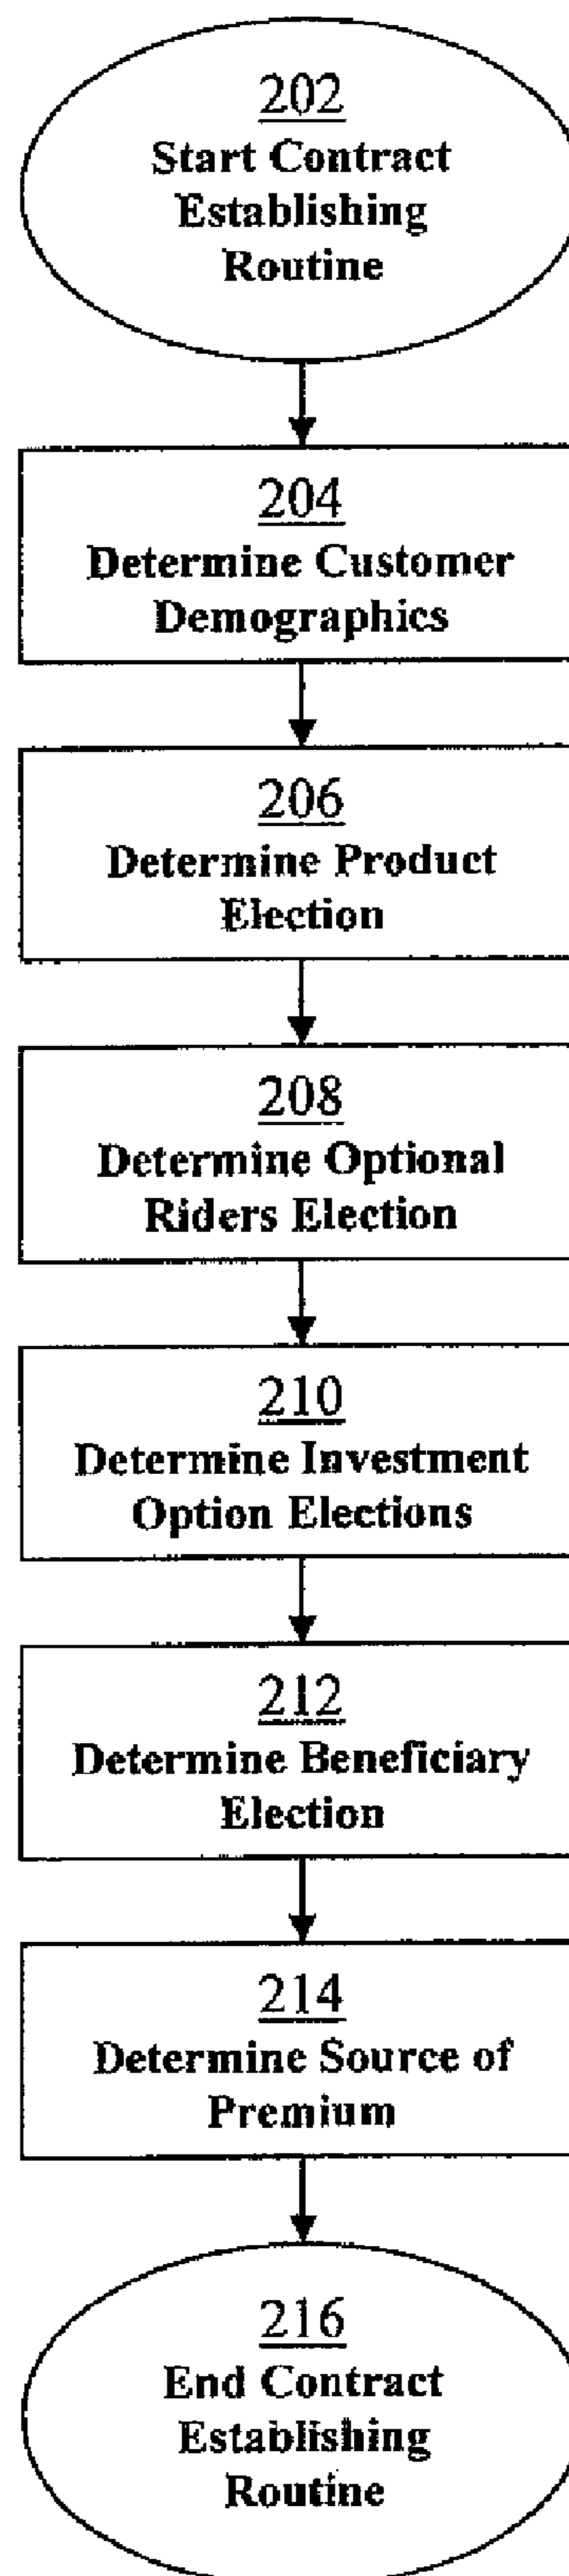 202
Start Contract
Establishing
Routine
204
Determine Customer
Demographics
206
Determine Product
Election
208
Determine Optional
Riders Election
210
Determine Investment
Option Elections
212
Determine Beneficiary
Election
214
Determine Source of
Premium
216
End Contract
Establishing
Routine